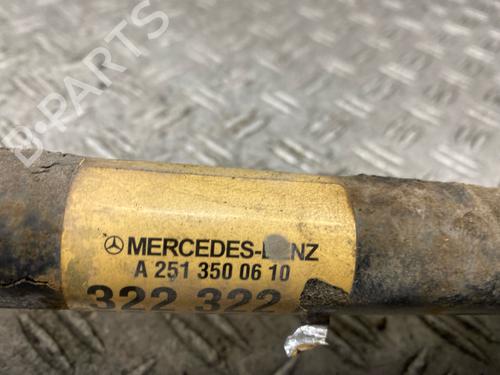 B-PARTS
MERCEDES-BENZ
A 251 350 06 10
322 322